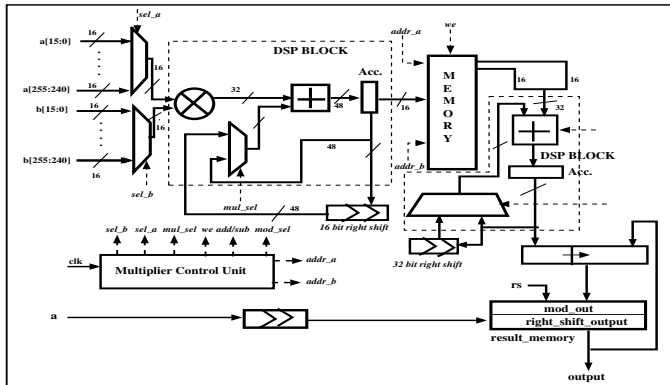 sel_a
16
a[15:0]
16
a[255:240]
16
b[15:0]
16
16
b[255:240]
16
sel_b
DSP BLOCK
32
48
Acc.
48
mul_sel
48
16 bit right shift
16
addr_a
we
MEMORY
addr_b
16
16
32
DSP BLOCK
Acc.
32 bit right shift
sel_b sel_a mul_sel we add/sub mod_sel
clk
Multiplier Control Unit
addr_a
addr_b
a
rs
mod_out
right_shift_output
result_memory
output